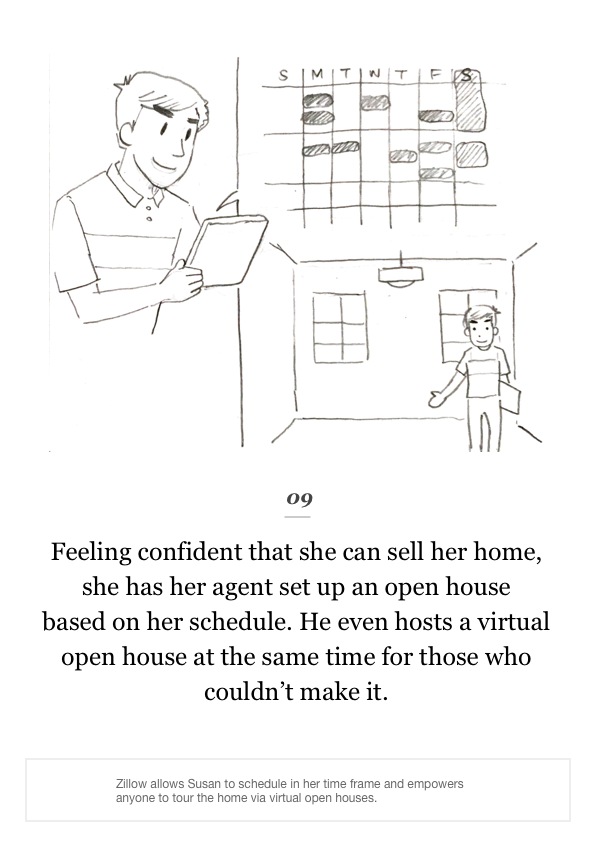 S M T W T F S
09
Feeling confident that she can sell her home,
she has her agent set up an open house
based on her schedule. He even hosts a virtual
open house at the same time for those who
couldn’t make it.
Zillow allows Susan to schedule in her time frame and empowers
anyone to tour the home via virtual open houses.